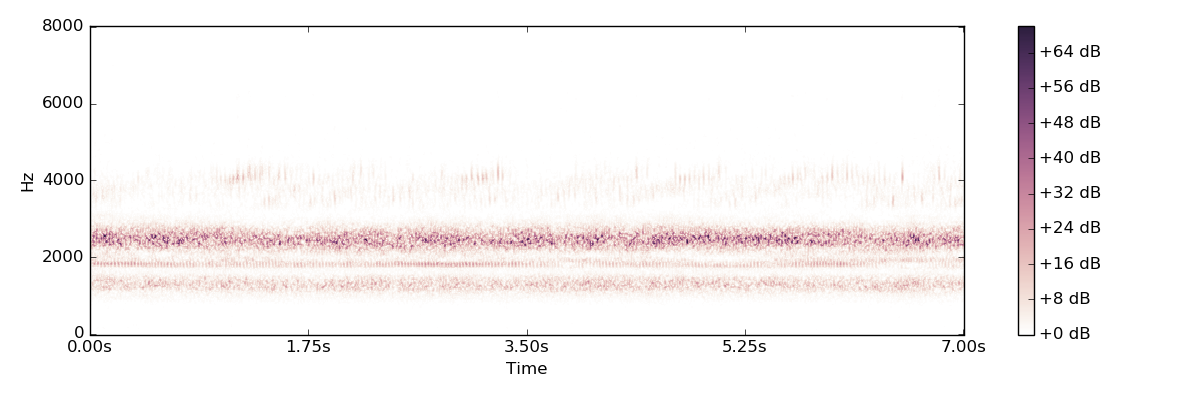 8000
6000
4000
2000
0
Hz
0.00s
1.75s
3.50s
5.25s
7.00s
Time
+64 dB
+56 dB
+48 dB
+40 dB
+32 dB
+24 dB
+16 dB
+8 dB
+0 dB